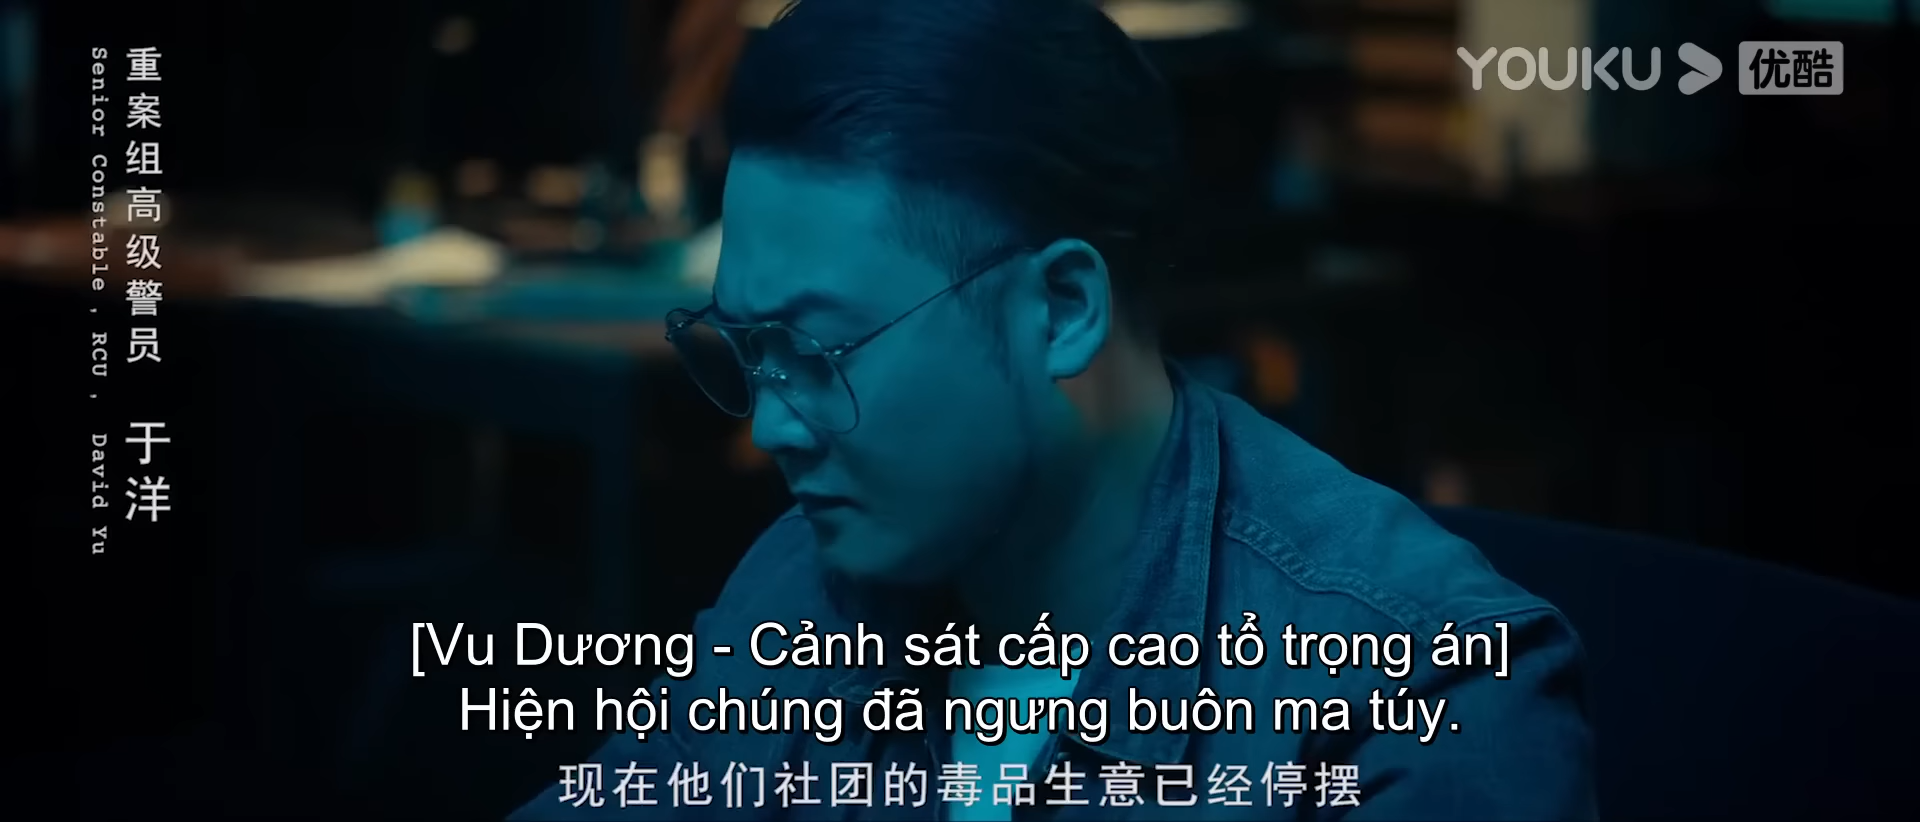 重案组高级警员 于洋
Senior Constable, RCU, David Yu
YOUKU 优酷
[Vu Dương - Cảnh sát cấp cao tổ trọng án]
Hiện hội chúng đã ngưng buôn ma túy.
现在他们社团的毒品生意已经停摆